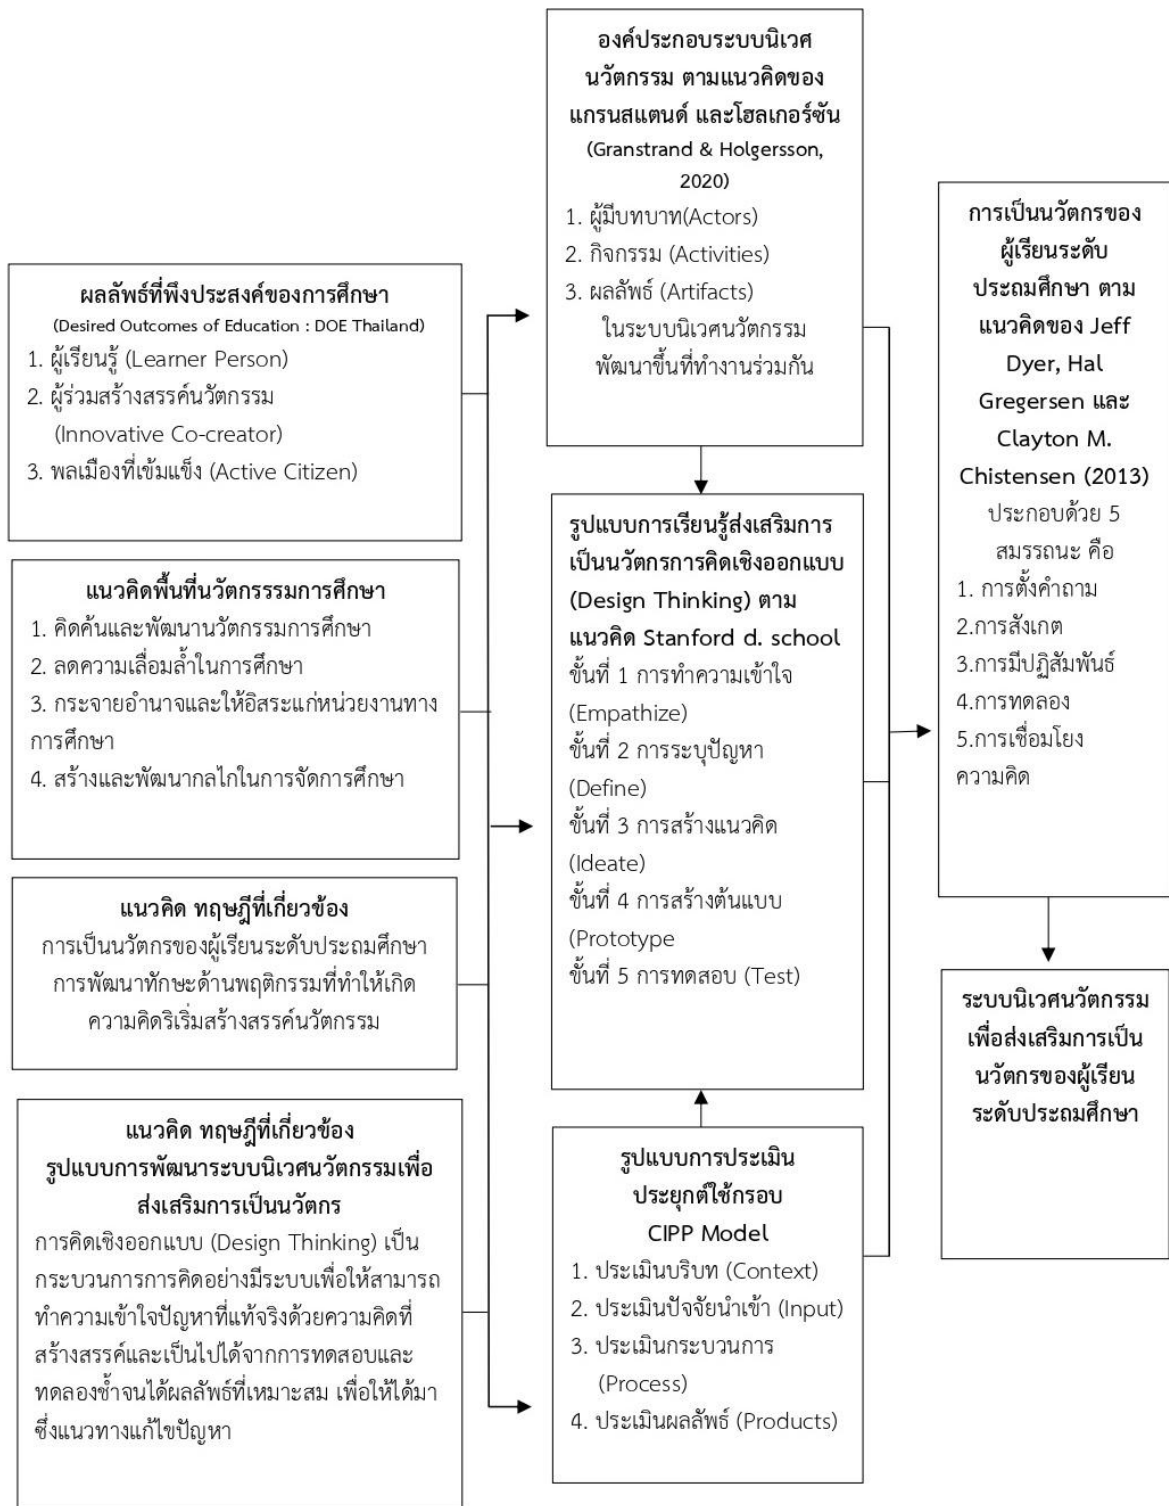 ผลลัพธ์ที่พึงประสงค์ของการศึกษา
(Desired Outcomes of Education : DOE Thailand)
1. ผู้เรียนรู้ (Learner Person)
2. ผู้ร่วมสร้างสรรค์นวัตกรรม
(Innovative Co-creator)
3. พลเมืองที่เข้มแข็ง (Active Citizen)
แนวคิดพื้นที่นวัตกรรรมการศึกษา
1. คิดค้นและพัฒนานวัตกรรมการศึกษา
2. ลดความเลื่อมล้ำในการศึกษา
3. กระจายอำนาจและให้อิสระแก่หน่วยงานทาง
การศึกษา
4. สร้างและพัฒนากลไกในการจัดการศึกษา
แนวคิด ทฤษฎีที่เกี่ยวข้อง
การเป็นนวัตกรของผู้เรียนระดับประถมศึกษา
การพัฒนาทักษะด้านพฤติกรรมที่ทำให้เกิด
ความคิดริเริ่มสร้างสรรค์นวัตกรรม
แนวคิด ทฤษฎีที่เกี่ยวข้อง
รูปแบบการพัฒนาระบบนิเวศนวัตกรรมเพื่อ
ส่งเสริมการเป็นนวัตกร
การคิดเชิงออกแบบ (Design Thinking) เป็น
กระบวนการการคิดอย่างมีระบบเพื่อให้สามารถ
ทำความเข้าใจปัญหาที่แท้จริงด้วยความคิดที่
สร้างสรรค์และเป็นไปได้จากการทดสอบและ
ทดลองซ้ำจนได้ผลลัพธ์ที่เหมาะสม เพื่อให้ได้มา
ซึ่งแนวทางแก้ไขปัญหา
องค์ประกอบระบบนิเวศ
นวัตกรรม ตามแนวคิดของ
แกรนสแตนด์ และโฮลเกอร์ซัน
(Granstrand & Holgersson,
2020)
1. ผู้มีบทบาท(Actors)
2. กิจกรรม (Activities)
3. ผลลัพธ์ (Artifacts)
ในระบบนิเวศนวัตกรรม
พัฒนาขึ้นที่ทำงานร่วมกัน
รูปแบบการเรียนรู้ส่งเสริมการ
เป็นนวัตกรการคิดเชิงออกแบบ
(Design Thinking) ตาม
แนวคิด Stanford d. school
ขั้นที่ 1 การทำความเข้าใจ
(Empathize)
ขั้นที่ 2 การระบุปัญหา
(Define)
ขั้นที่ 3 การสร้างแนวคิด
(Ideate)
ขั้นที่ 4 การสร้างต้นแบบ
(Prototype
ขั้นที่ 5 การทดสอบ (Test)
รูปแบบการประเมิน
ประยุกต์ใช้กรอบ
CIPP Model
1. ประเมินบริบท (Context)
2. ประเมินปัจจัยนำเข้า (Input)
3. ประเมินกระบวนการ
(Process)
4. ประเมินผลลัพธ์ (Products)
การเป็นนวัตกรของ
ผู้เรียนระดับ
ประถมศึกษา ตาม
แนวคิดของ Jeff
Dyer, Hal
Gregersen และ
Clayton M.
Chistensen (2013)
ประกอบด้วย 5
สมรรถนะ คือ
1. การตั้งคำถาม
2.การสังเกต
3.การมีปฏิสัมพันธ์
4.การทดลอง
5.การเชื่อมโยง
ความคิด
ระบบนิเวศนวัตกรรม
เพื่อส่งเสริมการเป็น
นวัตกรของผู้เรียน
ระดับประถมศึกษา